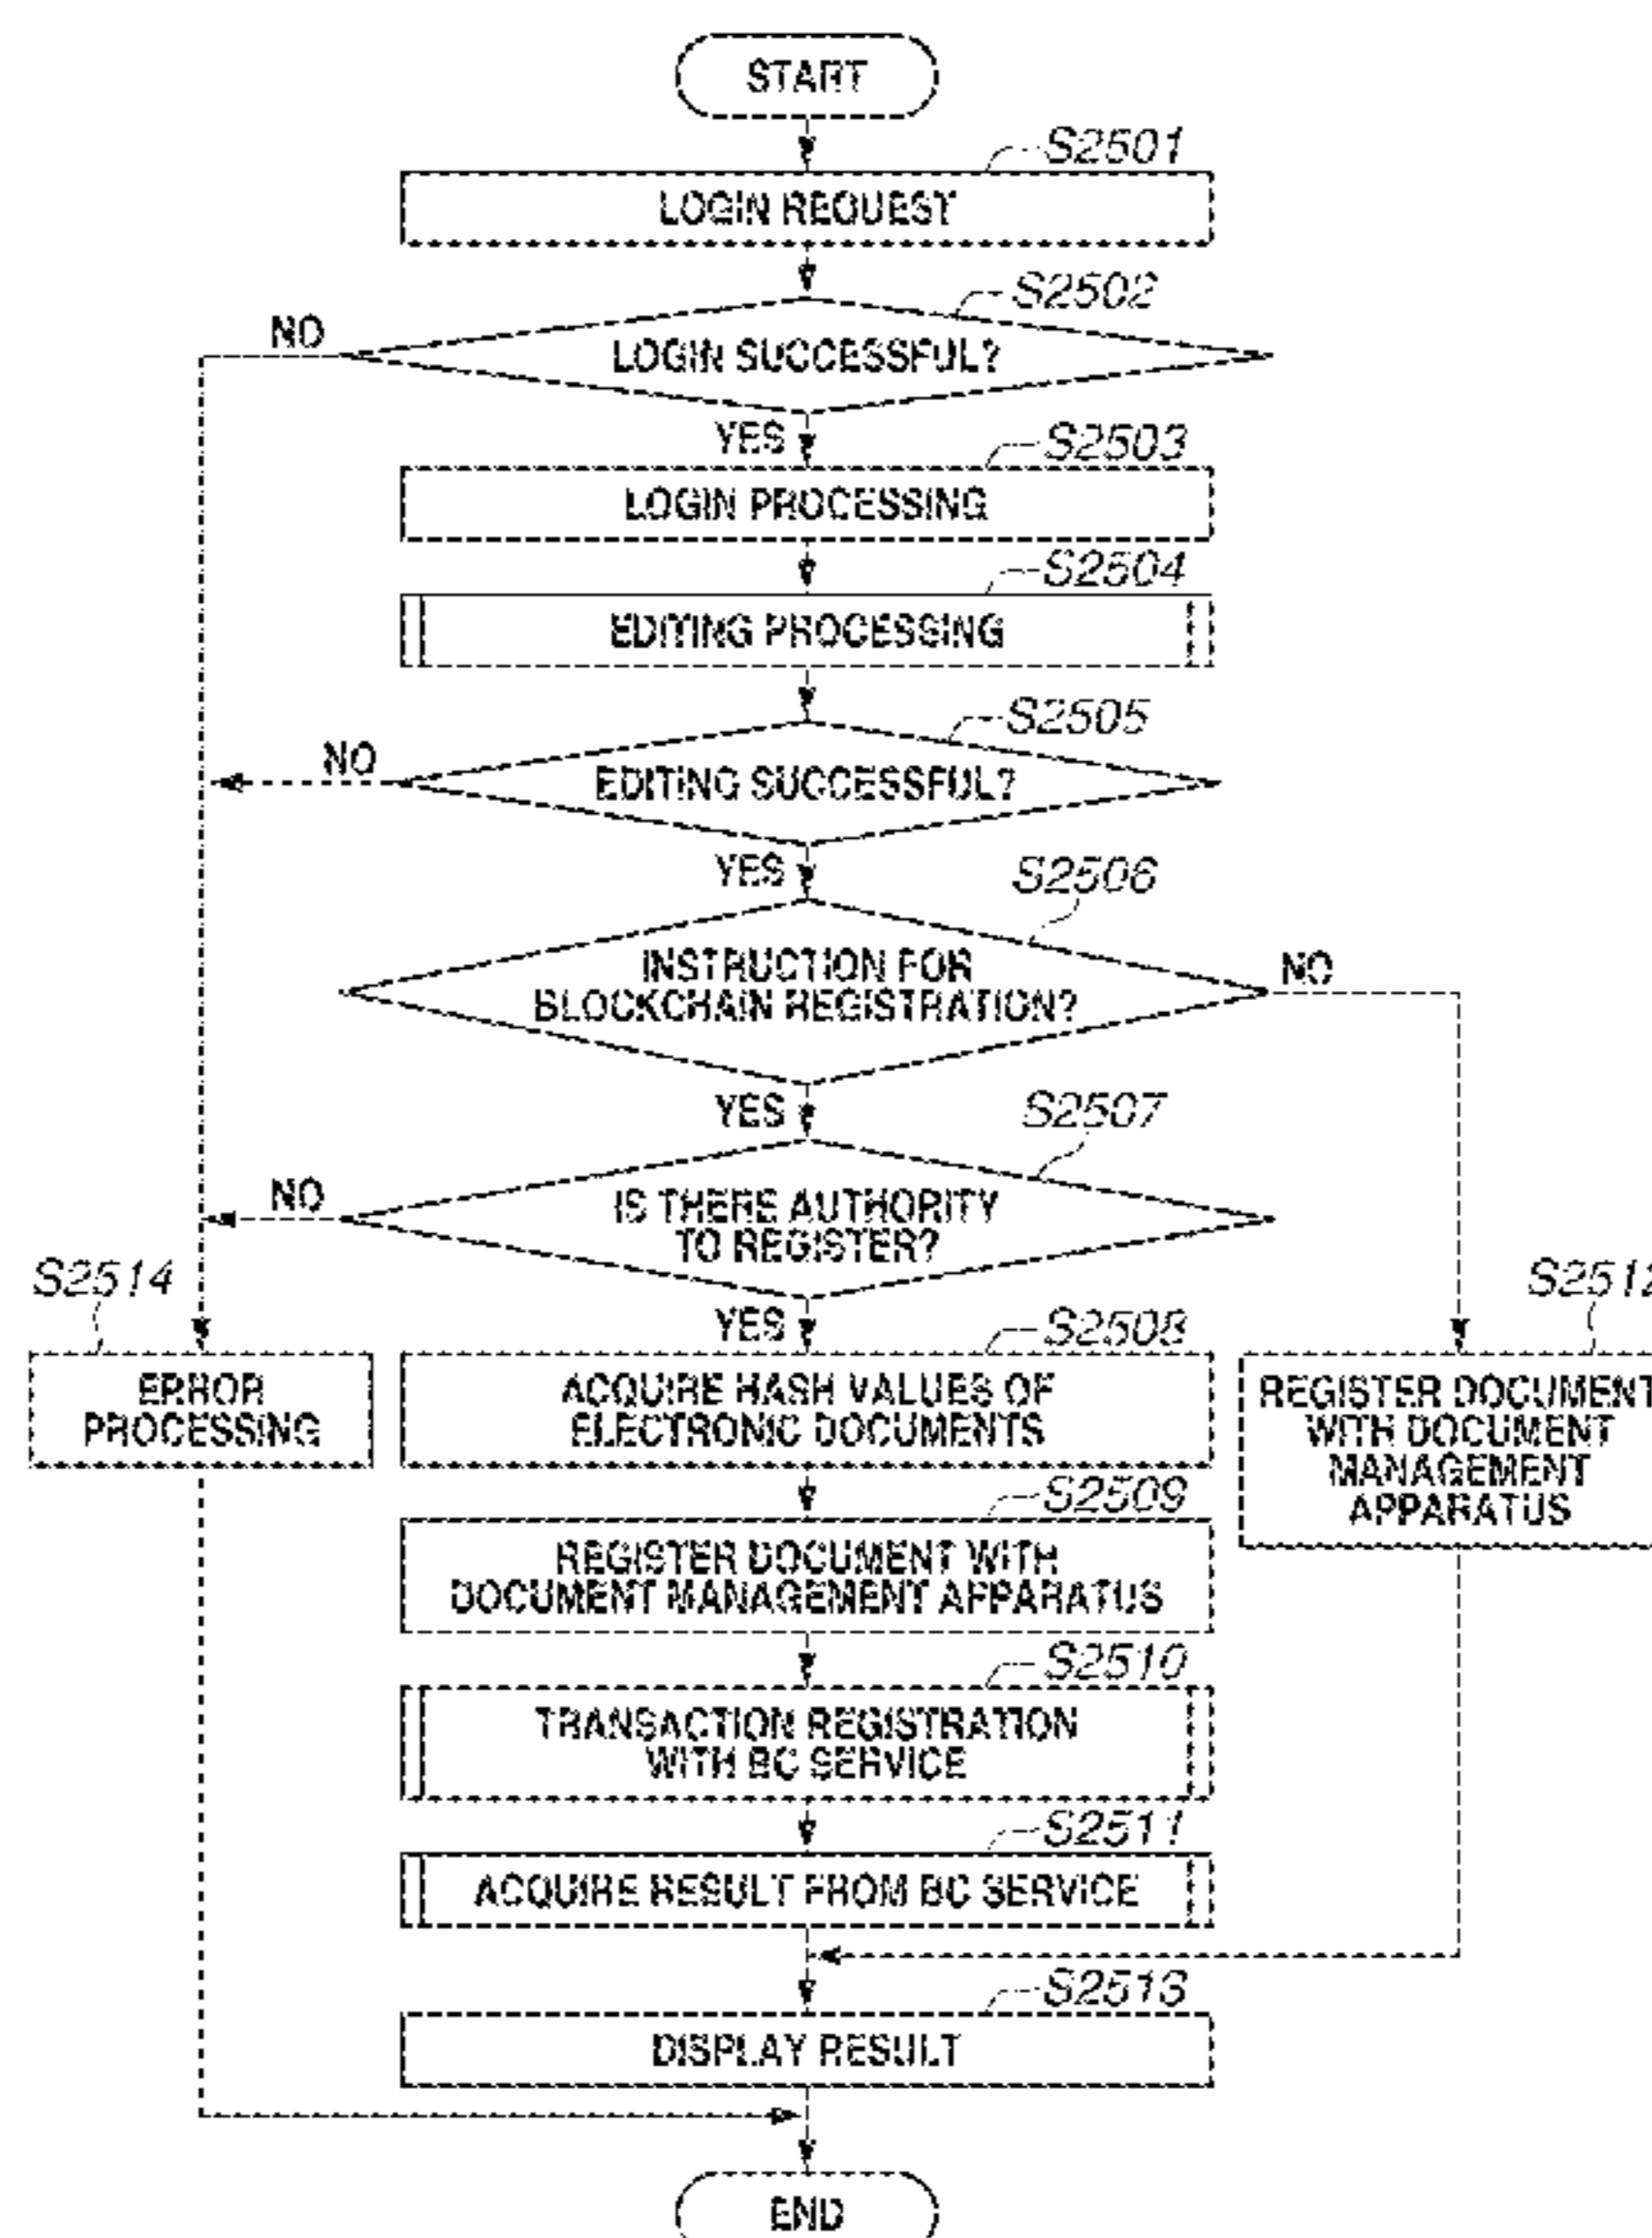 START
S2501
LOGIN REQUEST
S2502
NO
LOGIN SUCCESSFUL?
YES
S2503
LOGIN PROCESSING
S2504
EDITING PROCESSING
S2505
NO
EDITING SUCCESSFUL?
YES
S2506
INSTRUCTION FOR
BLOCKCHAIN REGISTRATION?
NO
YES
S2507
NO
IS THERE AUTHORITY
TO REGISTER?
S2514
YES
S2508
S2512
ERROR
PROCESSING
ACQUIRE HASH VALUES OF
ELECTRONIC DOCUMENTS
REGISTER DOCUMENT
WITH DOCUMENT
MANAGEMENT
APPARATUS
S2509
REGISTER DOCUMENT WITH
DOCUMENT MANAGEMENT APPARATUS
S2510
TRANSACTION REGISTRATION
WITH BC SERVICE
S2511
ACQUIRE RESULT FROM BC SERVICE
S2513
DISPLAY RESULT
END